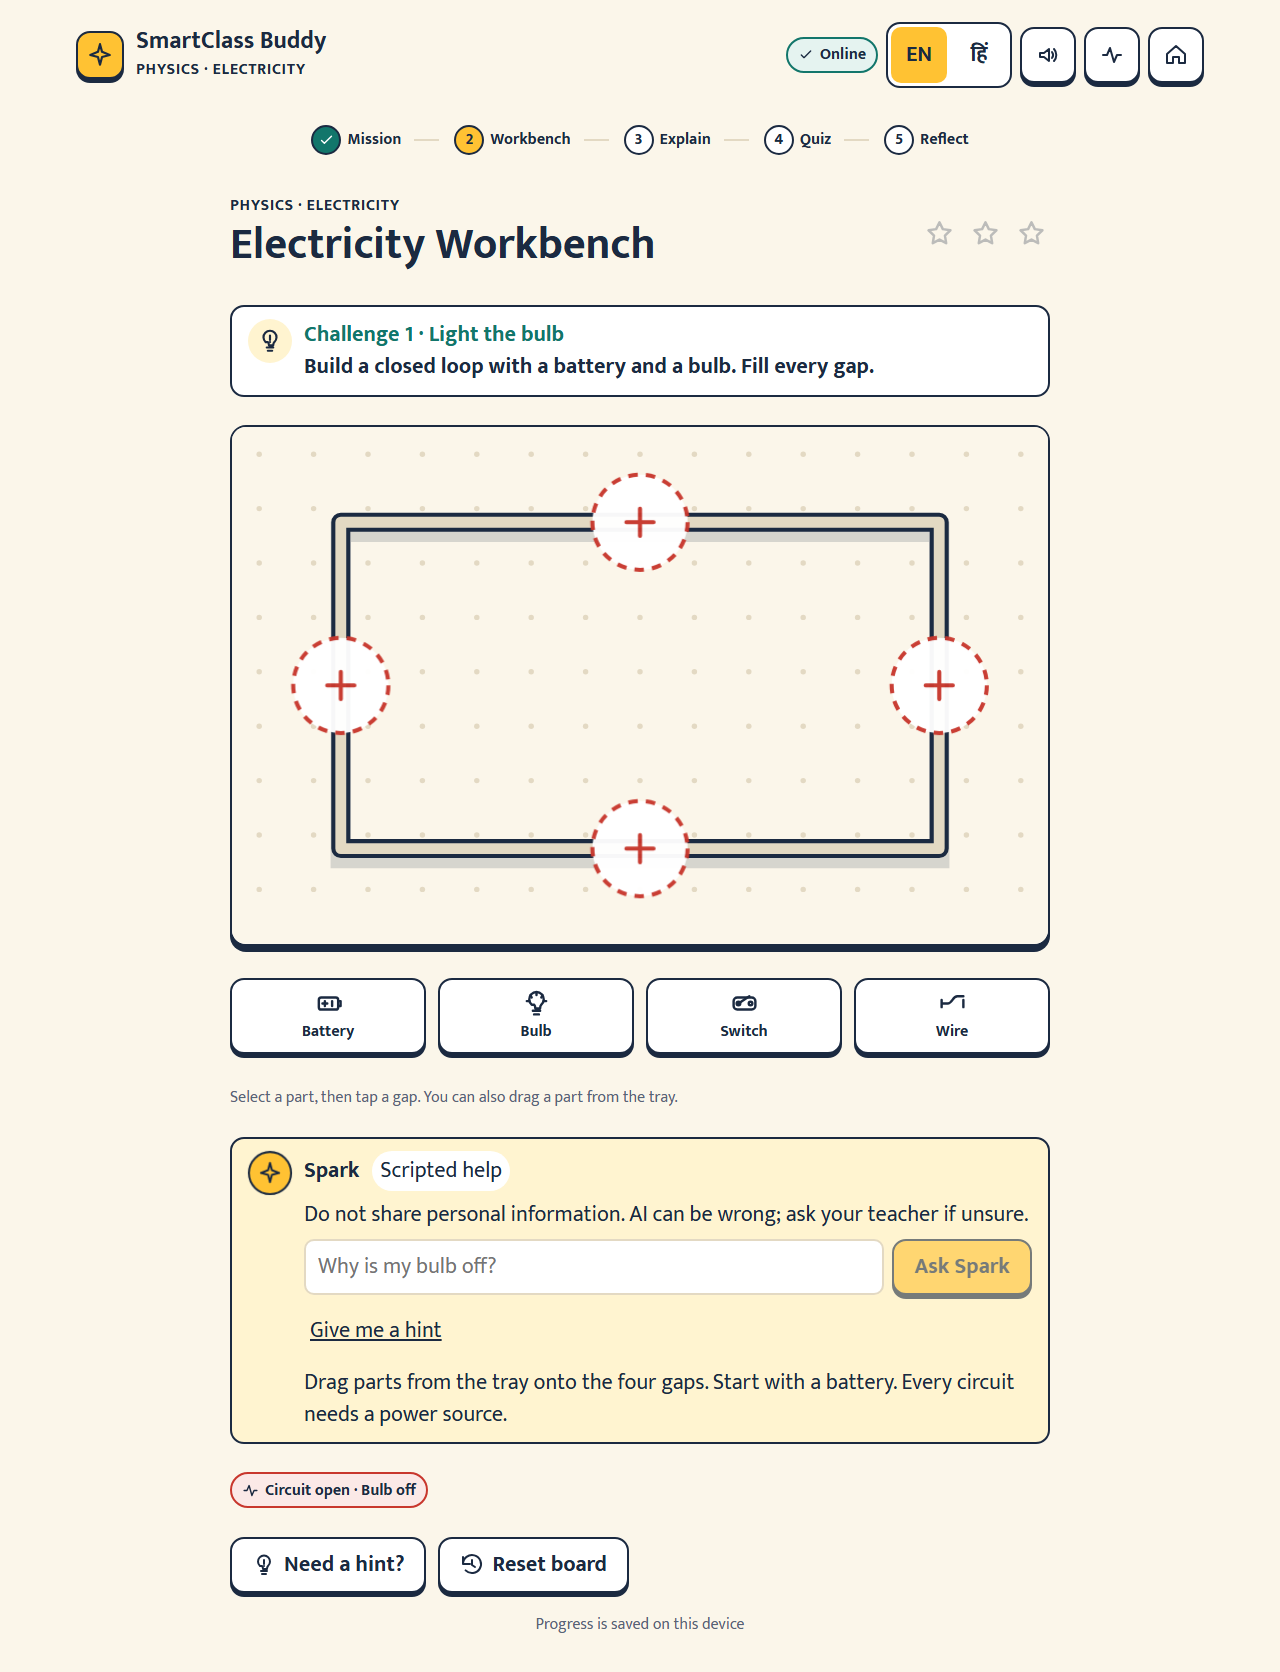 SmartClass Buddy
PHYSICS · ELECTRICITY
Online
EN
हिं
Mission
2 Workbench
3 Explain
4 Quiz
5 Reflect
PHYSICS · ELECTRICITY
Electricity Workbench
Challenge 1 · Light the bulb
Build a closed loop with a battery and a bulb. Fill every gap.
Battery
Bulb
Switch
Wire
Select a part, then tap a gap. You can also drag a part from the tray.
Spark Scripted help
Do not share personal information. AI can be wrong; ask your teacher if unsure.
Why is my bulb off?
Ask Spark
Give me a hint
Drag parts from the tray onto the four gaps. Start with a battery. Every circuit
needs a power source.
Circuit open · Bulb off
Need a hint?
Reset board
Progress is saved on this device